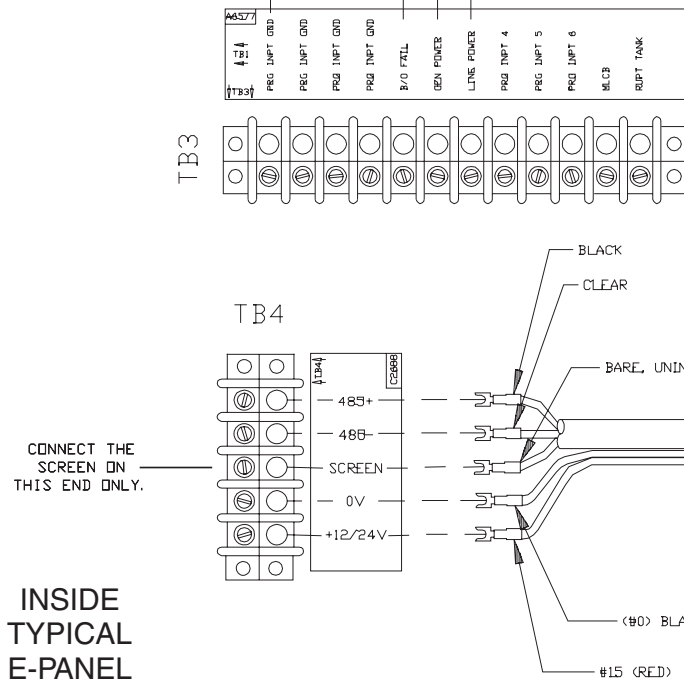 A6577
TB1
TB3
PRG INPT GND
PRG INPT GND
PRG INPT GND
PRG INPT GND
B/O FAIL
GEN POWER
LINE POWER
PRG INPT 4
PRG INPT 5
PRG INPT 6
MLCB
RUPT TANK
TB3
BLACK
CLEAR
TB4
TB4
C2688
BARE, UNIN
485+
485-
SCREEN
0V
+12/24V
CONNECT THE
SCREEN ON
THIS END ONLY.
INSIDE
TYPICAL
E-PANEL
(#0) BLA
#15 (RED)